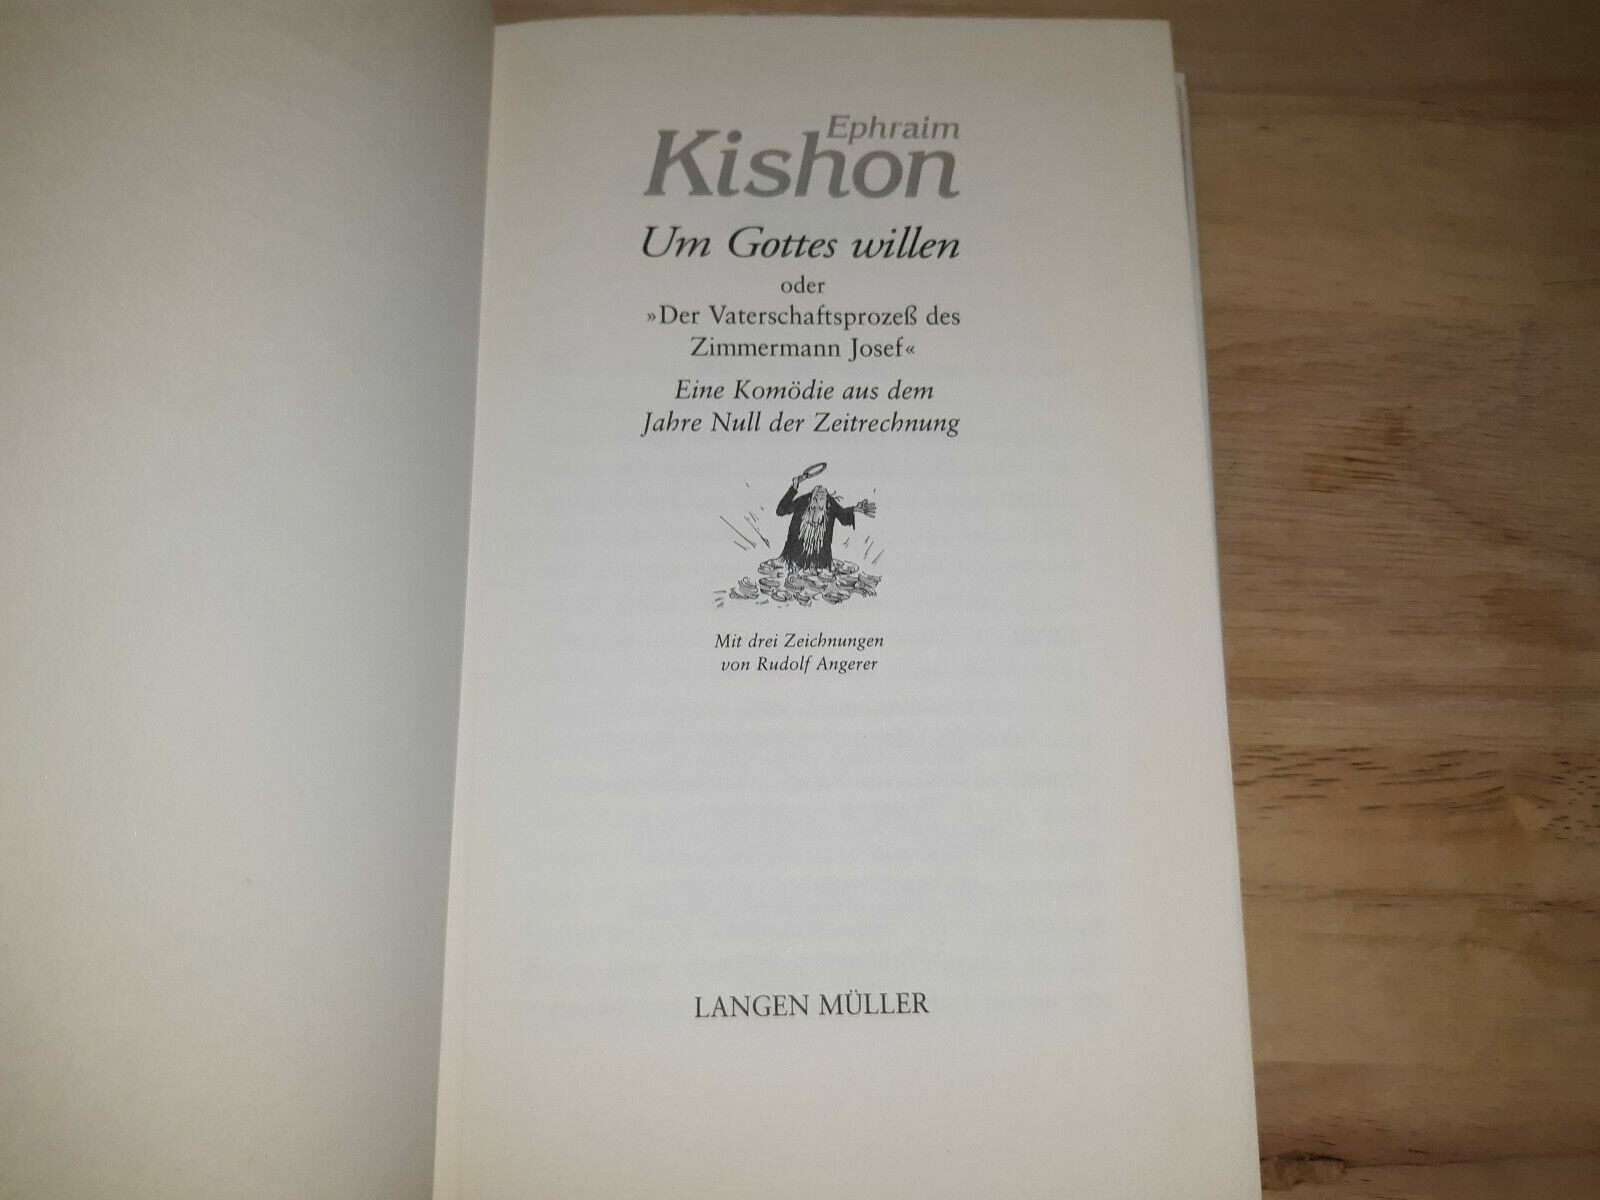 Ephraim
Kishon
Um Gottes willen
oder
»Der Vaterschaftsprozeß des
Zimmermann Josef«
Eine Komödie aus dem
Jahre Null der Zeitrechnung
Mit drei Zeichnungen
von Rudolf Angerer
LANGEN MÜLLER